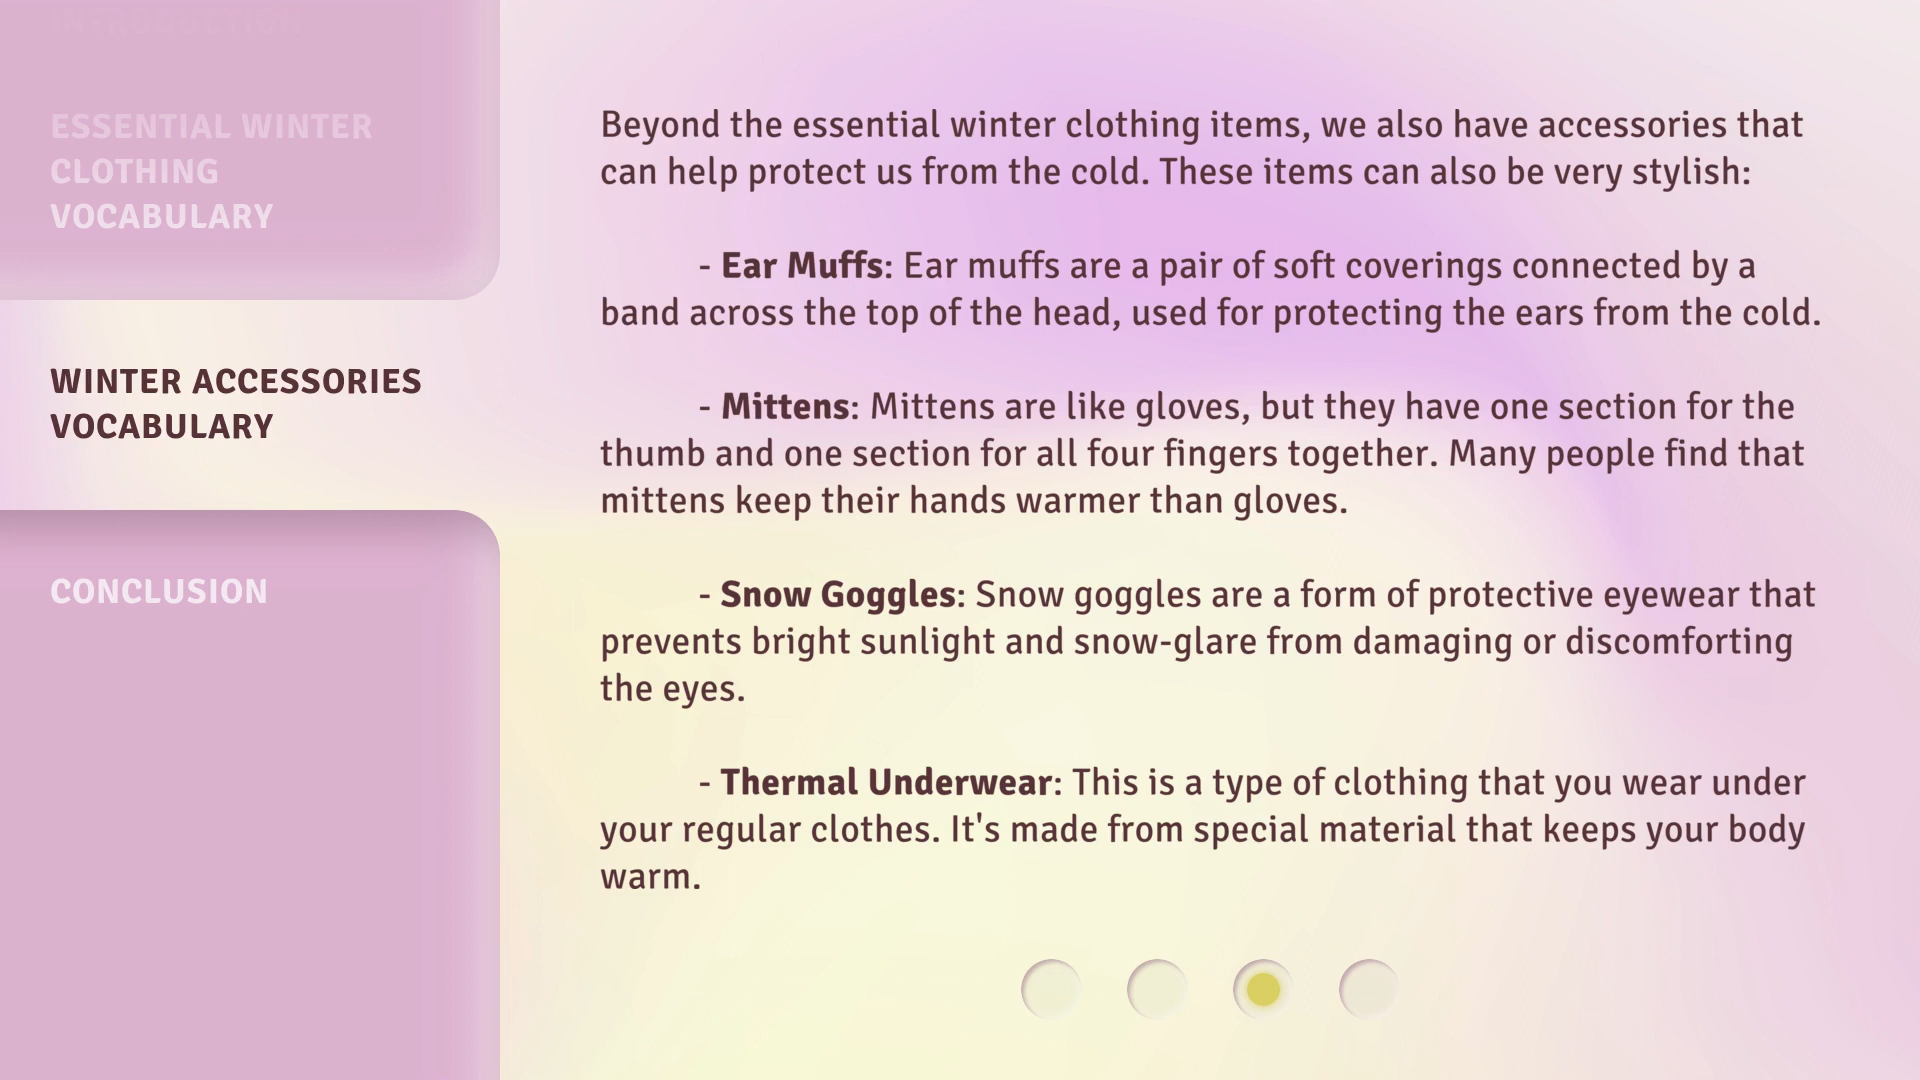 INTRODUCTION
ESSENTIAL WINTER
CLOTHING
VOCABULARY
WINTER ACCESSORIES
VOCABULARY
CONCLUSION
Beyond the essential winter clothing items, we also have accessories that
can help protect us from the cold. These items can also be very stylish:
- Ear Muffs: Ear muffs are a pair of soft coverings connected by a
band across the top of the head, used for protecting the ears from the cold.
- Mittens: Mittens are like gloves, but they have one section for the
thumb and one section for all four fingers together. Many people find that
mittens keep their hands warmer than gloves.
- Snow Goggles: Snow goggles are a form of protective eyewear that
prevents bright sunlight and snow-glare from damaging or discomforting
the eyes.
- Thermal Underwear: This is a type of clothing that you wear under
your regular clothes. It's made from special material that keeps your body
warm.